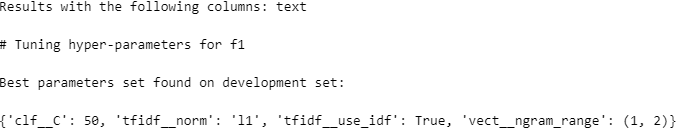 Results with the following columns: text
# Tuning hyper-parameters for f1
Best parameters set found on development set:
{'clf__C': 50, 'tfidf__norm': 'l1', 'tfidf__use_idf': True, 'vect__ngram_range': (1, 2)}